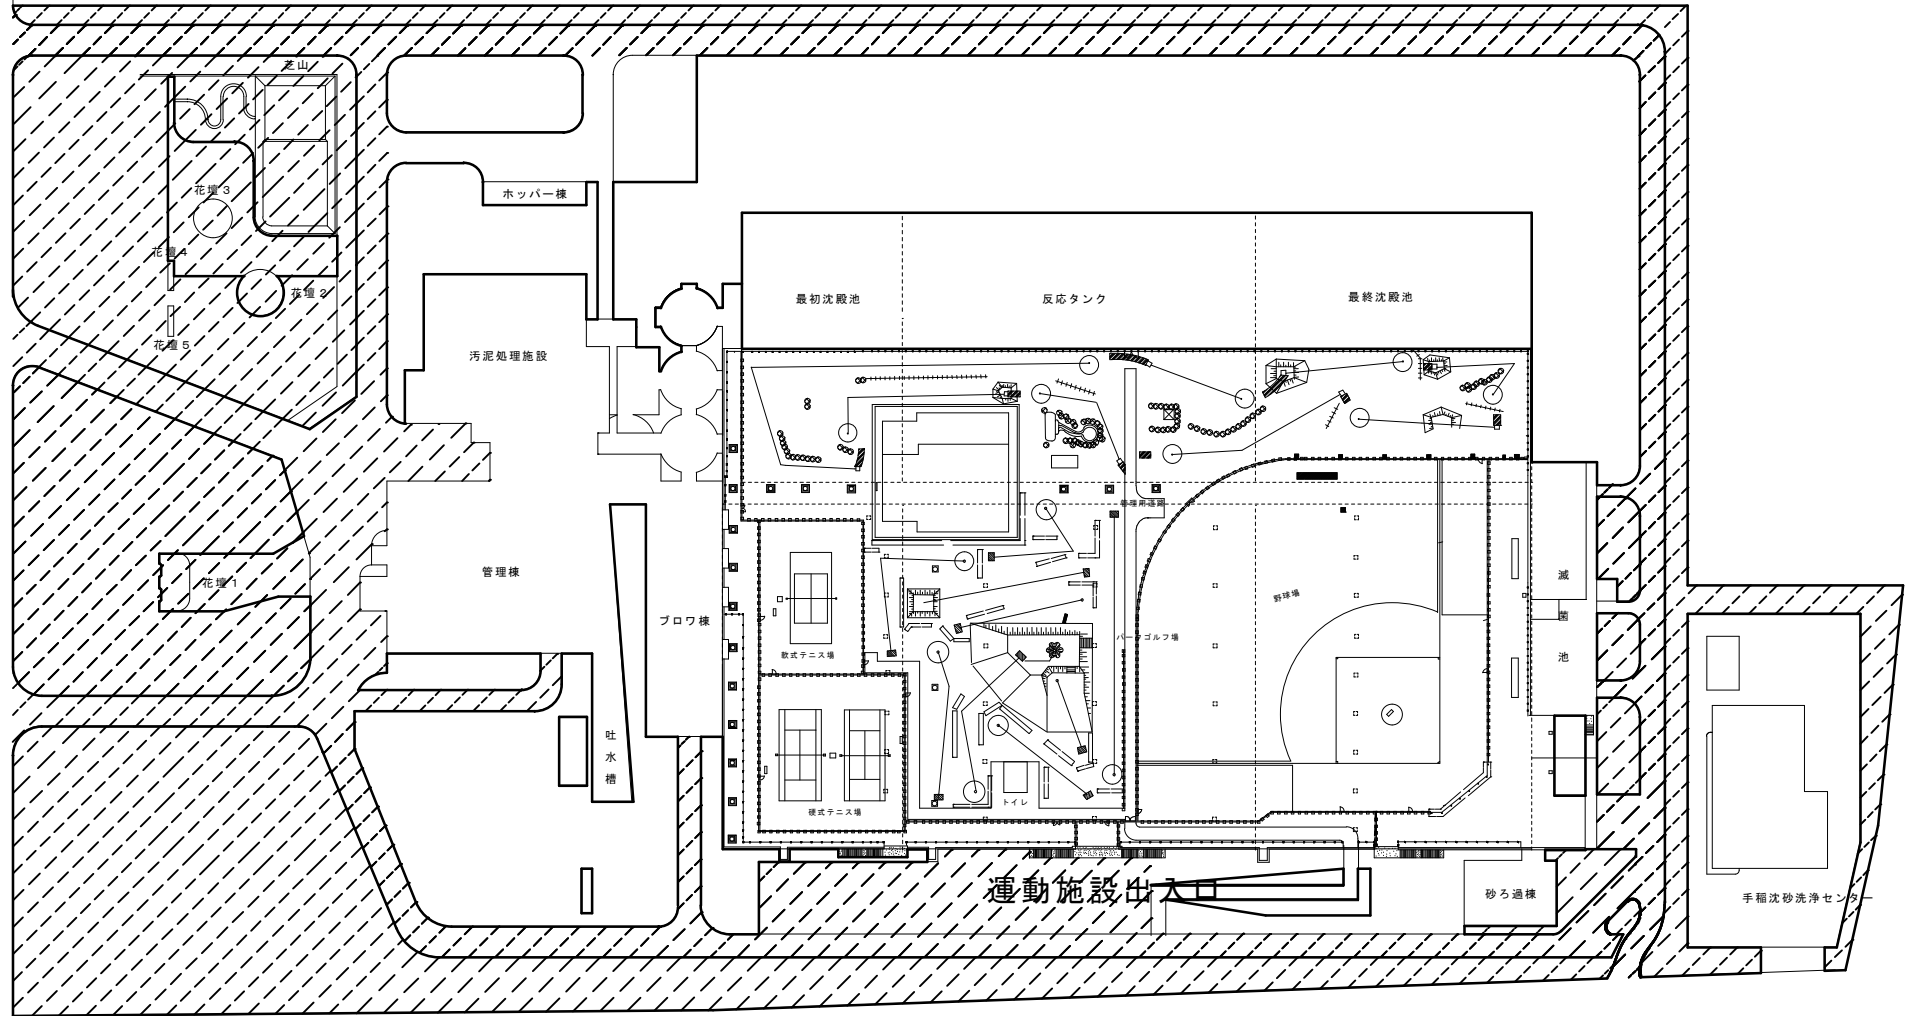 芝山
花壇3
ホッパー棟
花壇4
花壇2
最初沈殿池
反応タンク
最終沈殿池
花壇5
汚泥処理施設
管理用道路
管理棟
花壇1
滅菌池
野球場
ブロワ棟
パークゴルフ場
軟式テニス場
吐水槽
トイレ
硬式テニス場
運動施設出入
砂ろ過棟
手稲沈砂洗浄センター